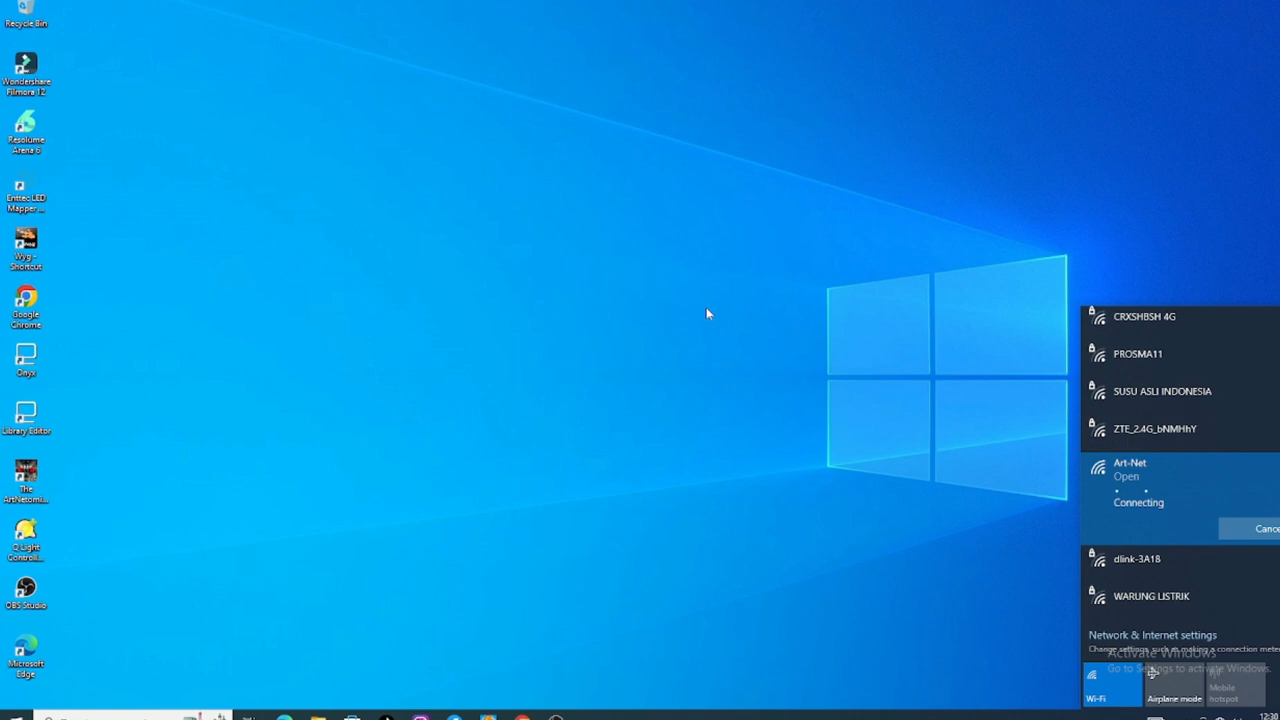 Recycle Bin
Wondershare
Filmora 12
Resolume
Arena 6
Enttec LED
Mapper ...
Wyg -
Shortcut
Google
Chrome
Onyx
Library Editor
The
ArtNetomi...
Q Light
Controll...
OBS Studio
Microsoft
Edge
CRXSHBSH 4G
PROSMA11
SUSU ASLI INDONESIA
ZTE_2.4G_bNMHhY
Art-Net
Open
Connecting
Cance
dlink-3A18
WARUNG LISTRIK
Network & Internet settings
Change settings, such as making a connection mete
Activate Windows
Go to Settings to activate Windows.
Wi-Fi
Airplane mode
Mobile
hotspot